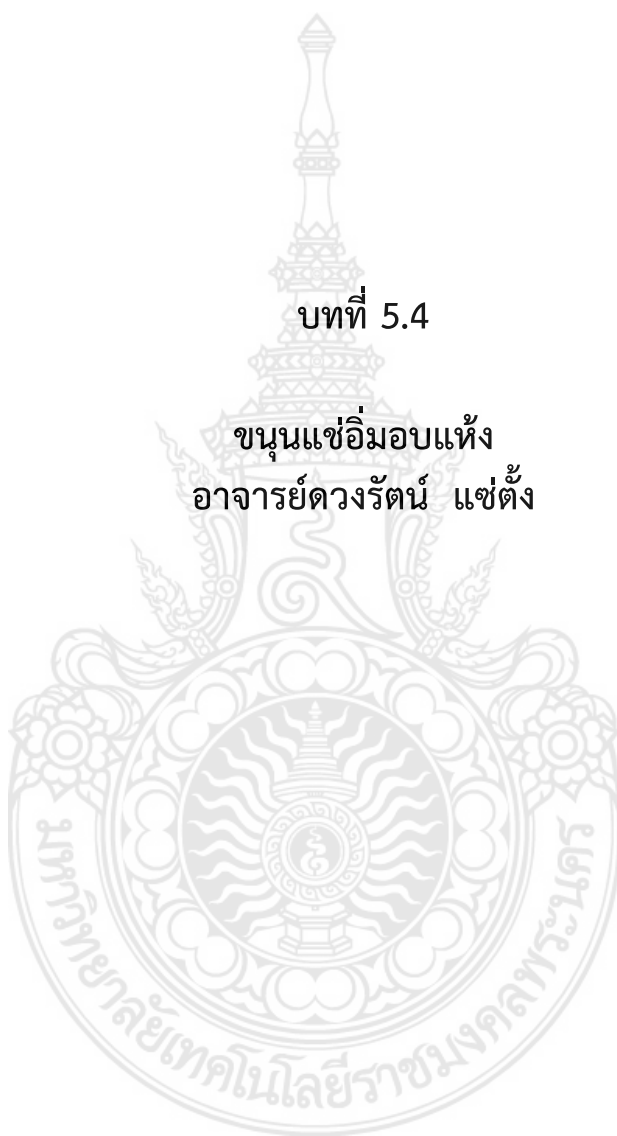 บทที่ 5.4
ขนุนแช่อิ่มอบแห้ง
อาจารย์ดวงรัตน์ แซ่ตั้ง
มหาวิทยาลัยเทคโนโลยีราชมงคลพระนคร